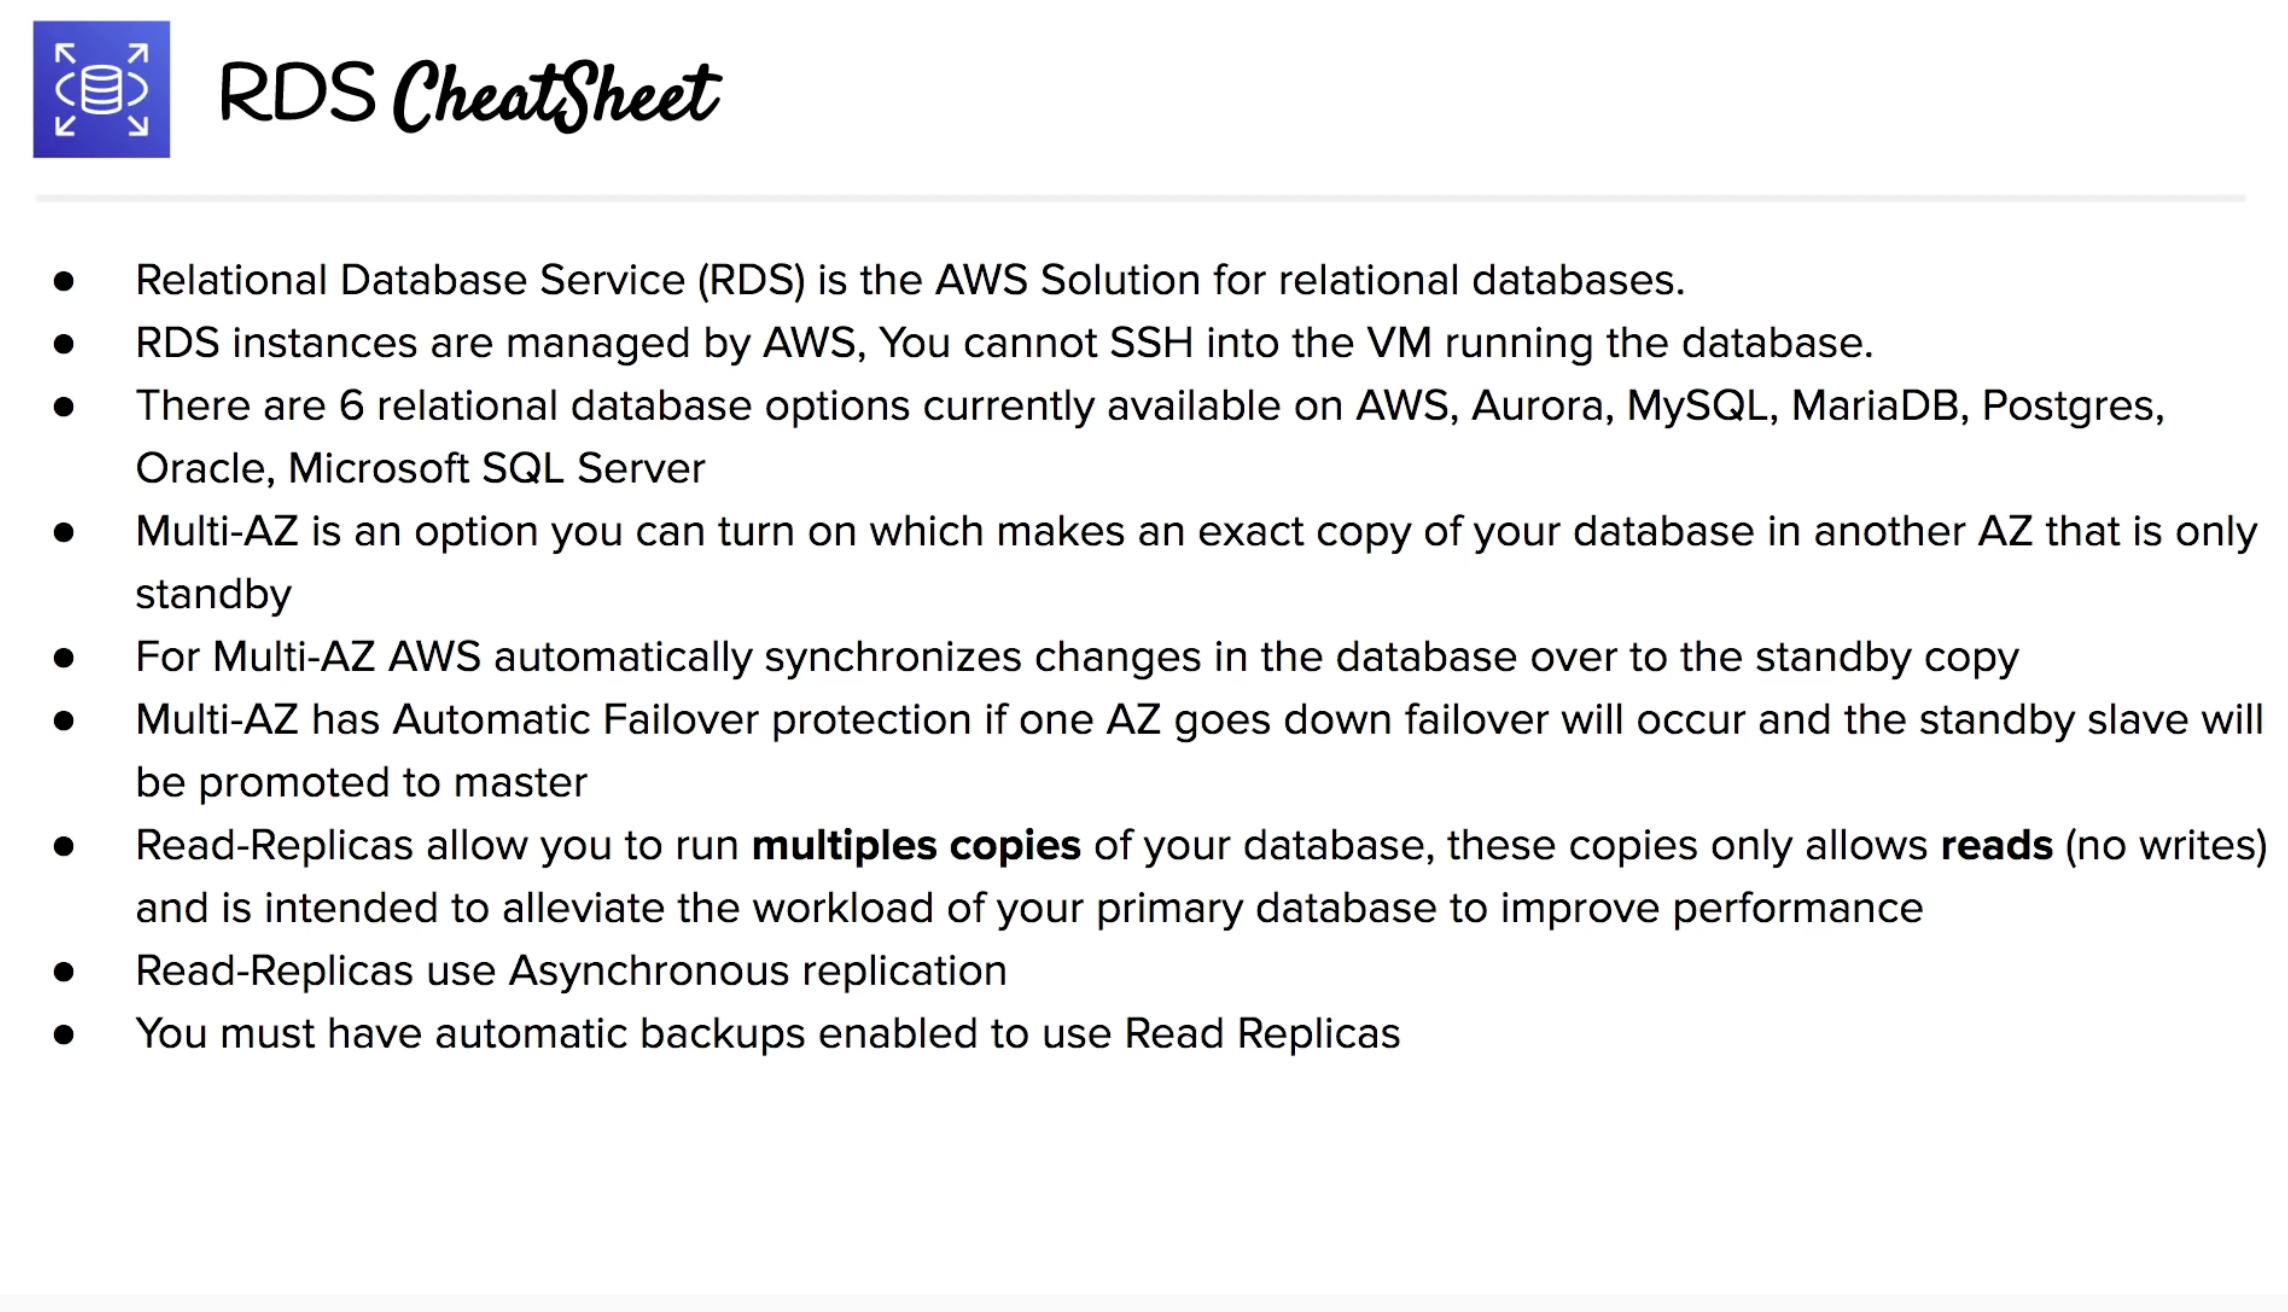 RDS CheatSheet
● Relational Database Service (RDS) is the AWS Solution for relational databases.
● RDS instances are managed by AWS, You cannot SSH into the VM running the database.
● There are 6 relational database options currently available on AWS, Aurora, MySQL, MariaDB, Postgres,
Oracle, Microsoft SQL Server
● Multi-AZ is an option you can turn on which makes an exact copy of your database in another AZ that is only
standby
● For Multi-AZ AWS automatically synchronizes changes in the database over to the standby copy
● Multi-AZ has Automatic Failover protection if one AZ goes down failover will occur and the standby slave will
be promoted to master
● Read-Replicas allow you to run multiples copies of your database, these copies only allows reads (no writes)
and is intended to alleviate the workload of your primary database to improve performance
● Read-Replicas use Asynchronous replication
● You must have automatic backups enabled to use Read Replicas